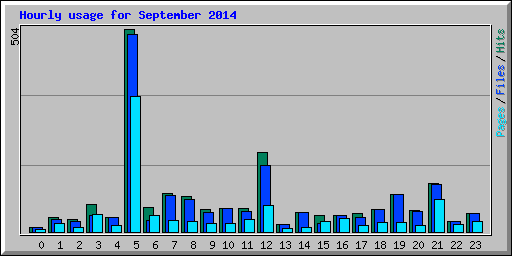 Hourly usage for September 2014
504
Pages/Files/Hits
0 1 2 3 4 5 6 7 8 9 10 11 12 13 14 15 16 17 18 19 20 21 22 23